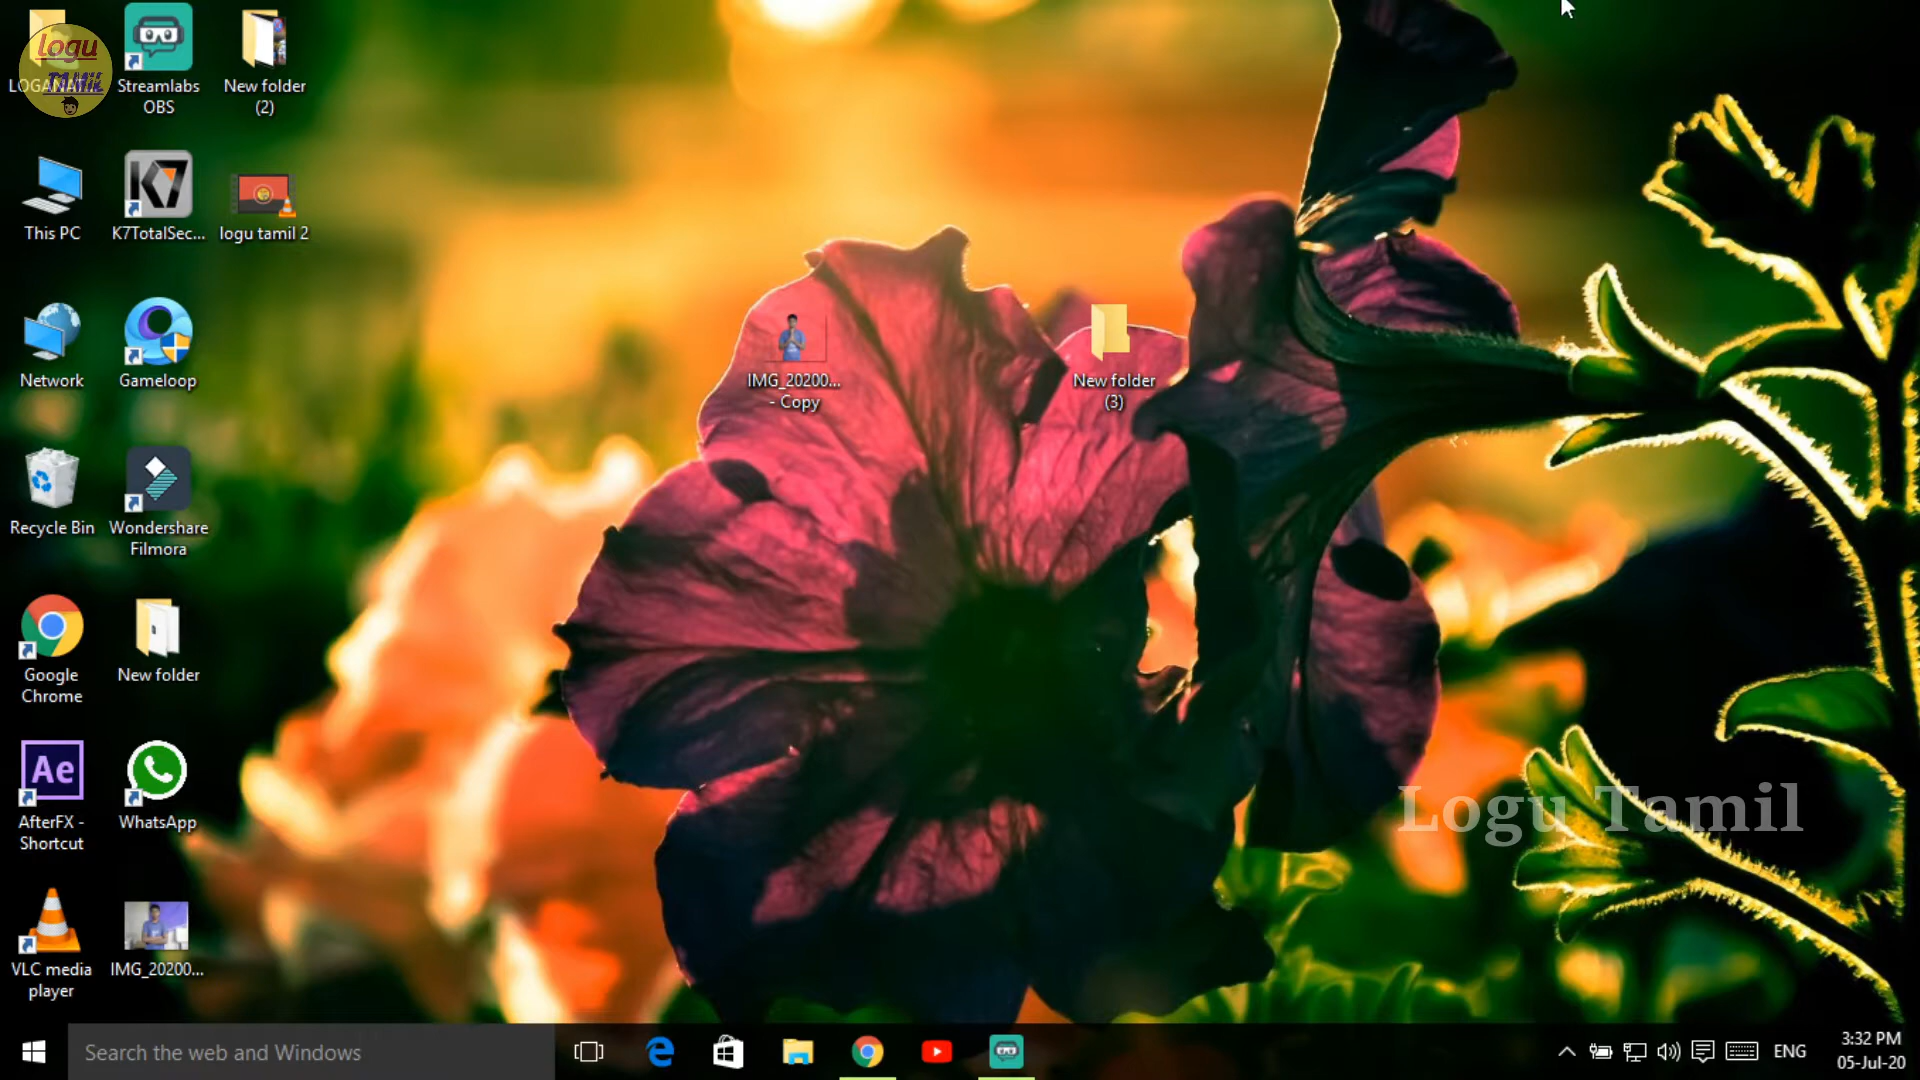 logu
TAMIL
Streamlabs
OBS
New folder
(2)
This PC
K7TotalSec...
logu tamil 2
Network
Gameloop
IMG_20200...
- Copy
New folder
(3)
Recycle Bin
Wondershare
Filmora
Google
Chrome
New folder
Ae
AfterFX -
Shortcut
WhatsApp
Logu Tamil
VLC media
player
IMG_20200...
Search the web and Windows
ENG
3:32 PM
05-Jul-20